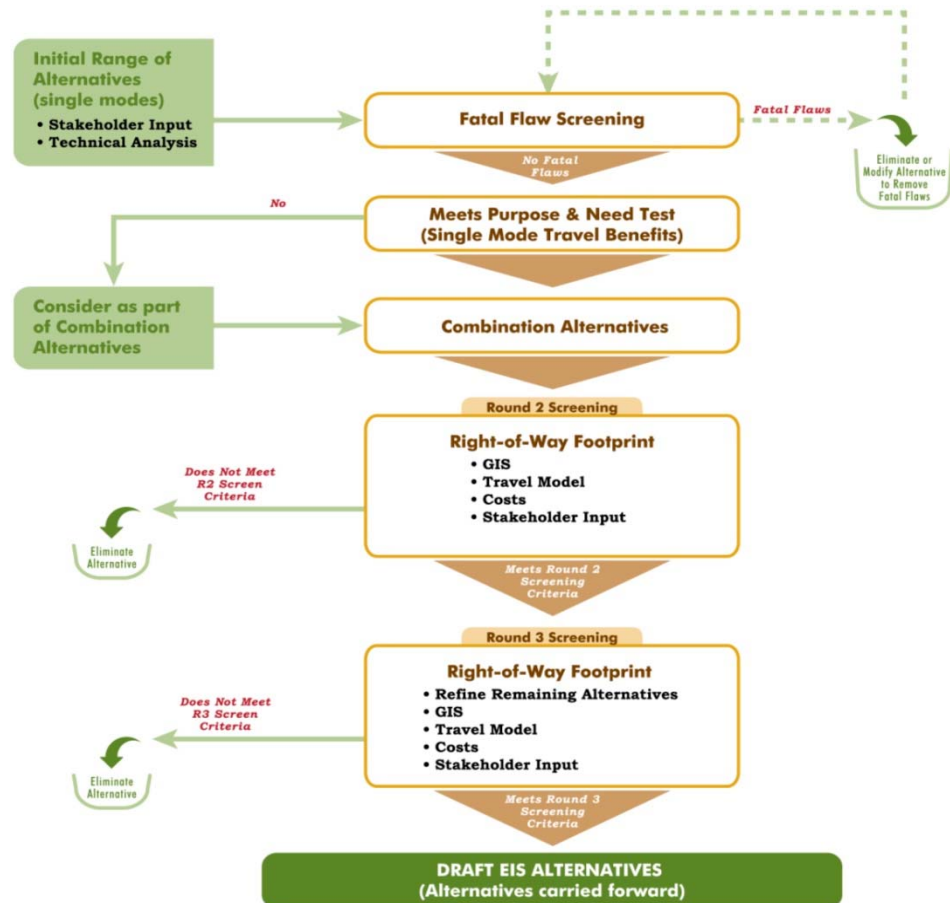 Initial Range of
Alternatives
(single modes)
• Stakeholder Input
• Technical Analysis
Fatal Flaw Screening
Fatal Flaws
Eliminate or
Modify Alternative
to Remove
Fatal Flaws
No Fatal
Flaws
No
Meets Purpose & Need Test
(Single Mode Travel Benefits)
Consider as part
of Combination
Alternatives
Combination Alternatives
Round 2 Screening
Right-of-Way Footprint
• GIS
• Travel Model
• Costs
• Stakeholder Input
Does Not Meet
R2 Screen
Criteria
Eliminate
Alternative
Meets Round 2
Screening
Criteria
Round 3 Screening
Right-of-Way Footprint
• Refine Remaining Alternatives
• GIS
• Travel Model
• Costs
• Stakeholder Input
Does Not Meet
R3 Screen
Criteria
Eliminate
Alternative
Meets Round 3
Screening
Criteria
DRAFT EIS ALTERNATIVES
(Alternatives carried forward)